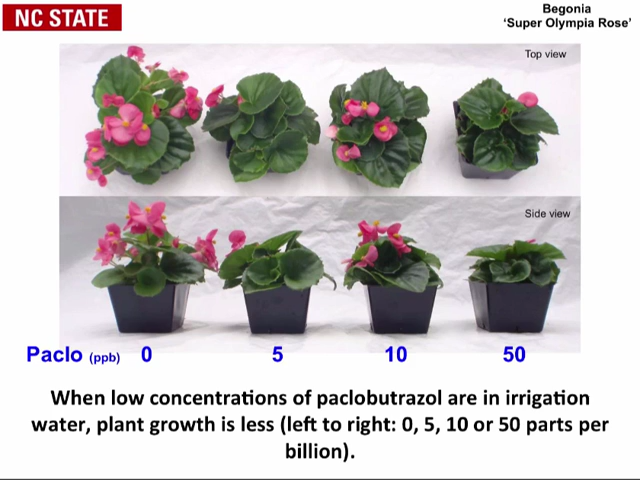 NC STATE
Begonia
‘Super Olympia Rose’
Top view
Side view
Paclo (ppb) 0 5 10 50
When low concentrations of paclobutrazol are in irrigation
water, plant growth is less (left to right: 0, 5, 10 or 50 parts per
billion).